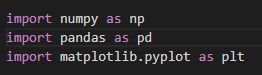 import numpy as np
import pandas as pd
import matplotlib.pyplot as plt